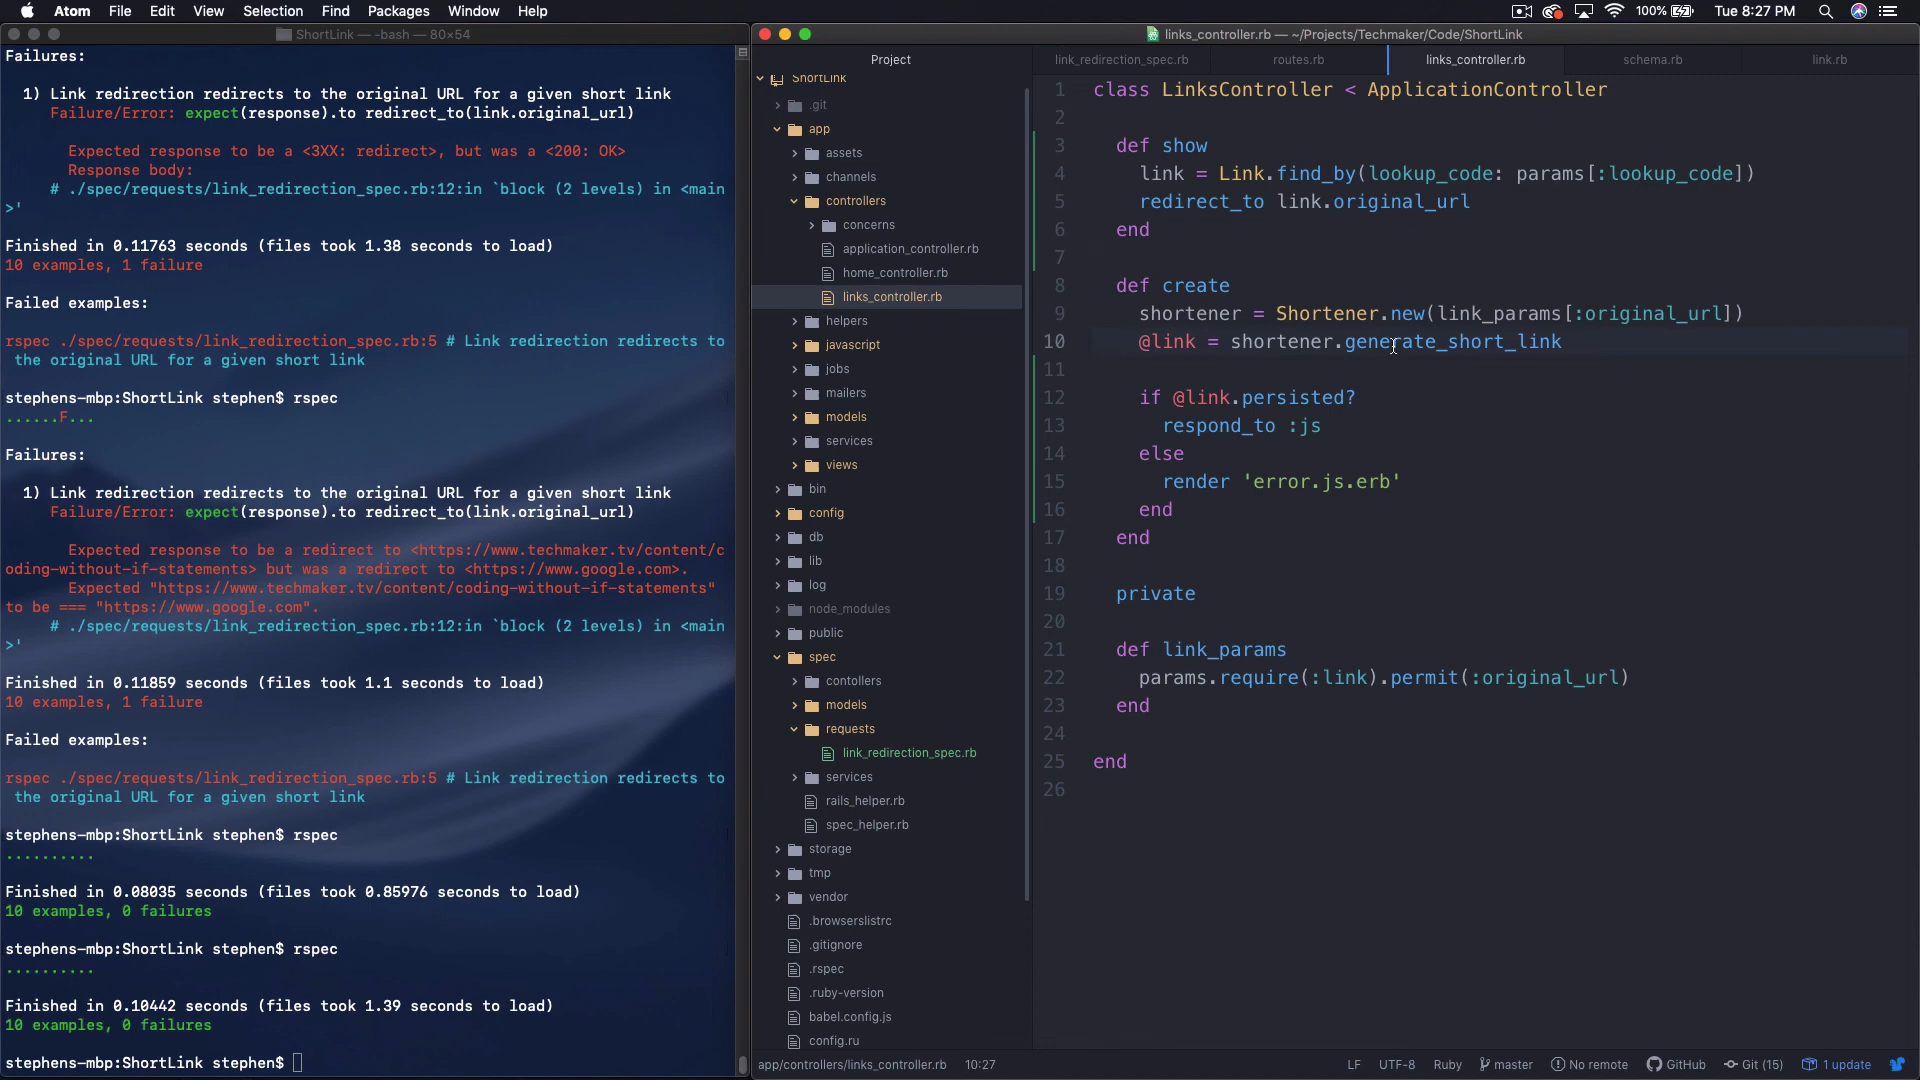 Atom File Edit View Selection Find Packages Window Help
100% Tue 8:27 PM
ShortLink — -bash — 80×54
Failures:
1) Link redirection redirects to the original URL for a given short link
Failure/Error: expect(response).to redirect_to(link.original_url)
Expected response to be a <3XX: redirect>, but was a <200: OK>
Response body:
# ./spec/requests/link_redirection_spec.rb:12:in `block (2 levels) in <main
>'
Finished in 0.11763 seconds (files took 1.38 seconds to load)
10 examples, 1 failure
Failed examples:
rspec ./spec/requests/link_redirection_spec.rb:5 # Link redirection redirects to
the original URL for a given short link
stephens-mbp:ShortLink stephen$ rspec
......F...
Failures:
1) Link redirection redirects to the original URL for a given short link
Failure/Error: expect(response).to redirect_to(link.original_url)
Expected response to be a redirect to <https://www.techmaker.tv/content/c
oding-without-if-statements> but was a redirect to <https://www.google.com>.
Expected "https://www.techmaker.tv/content/coding-without-if-statements"
to be === "https://www.google.com".
# ./spec/requests/link_redirection_spec.rb:12:in `block (2 levels) in <main
>'
Finished in 0.11859 seconds (files took 1.1 seconds to load)
10 examples, 1 failure
Failed examples:
rspec ./spec/requests/link_redirection_spec.rb:5 # Link redirection redirects to
the original URL for a given short link
stephens-mbp:ShortLink stephen$ rspec
..........
Finished in 0.08035 seconds (files took 0.85976 seconds to load)
10 examples, 0 failures
stephens-mbp:ShortLink stephen$ rspec
..........
Finished in 0.10442 seconds (files took 1.39 seconds to load)
10 examples, 0 failures
stephens-mbp:ShortLink stephen$
links_controller.rb — ~/Projects/Techmaker/Code/ShortLink
Project
ShortLink
.git
app
assets
channels
controllers
concerns
application_controller.rb
home_controller.rb
links_controller.rb
helpers
javascript
jobs
mailers
models
services
views
bin
config
db
lib
log
node_modules
public
spec
contollers
models
requests
link_redirection_spec.rb
services
rails_helper.rb
spec_helper.rb
storage
tmp
vendor
.browserslistrc
.gitignore
.rspec
.ruby-version
babel.config.js
config.ru
link_redirection_spec.rb routes.rb links_controller.rb schema.rb link.rb
1 class LinksController < ApplicationController
2
3 def show
4 link = Link.find_by(lookup_code: params[:lookup_code])
5 redirect_to link.original_url
6 end
7
8 def create
9 shortener = Shortener.new(link_params[:original_url])
10 @link = shortener.generate_short_link
11
12 if @link.persisted?
13 respond_to :js
14 else
15 render 'error.js.erb'
16 end
17 end
18
19 private
20
21 def link_params
22 params.require(:link).permit(:original_url)
23 end
24
25 end
26
app/controllers/links_controller.rb 10:27 LF UTF-8 Ruby master No remote GitHub Git (15) 1 update